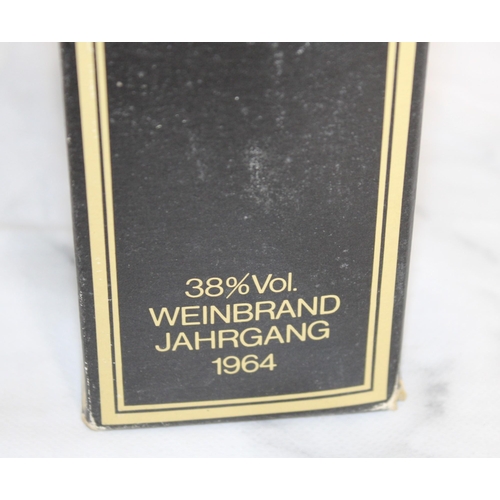 38% Vol.
WEINBRAND
JAHRGANG
1964